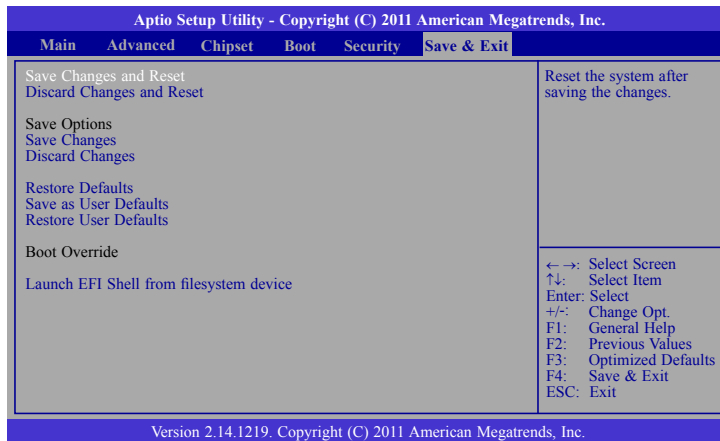 Aptio Setup Utility - Copyright (C) 2011 American Megatrends, Inc.
Main Advanced Chipset Boot Security Save & Exit
Save Changes and Reset
Discard Changes and Reset
Save Options
Save Changes
Discard Changes
Restore Defaults
Save as User Defaults
Restore User Defaults
Boot Override
Launch EFI Shell from filesystem device
Reset the system after
saving the changes.
←→: Select Screen
↑↓: Select Item
Enter: Select
+/-: Change Opt.
F1: General Help
F2: Previous Values
F3: Optimized Defaults
F4: Save & Exit
ESC: Exit
Version 2.14.1219. Copyright (C) 2011 American Megatrends, Inc.